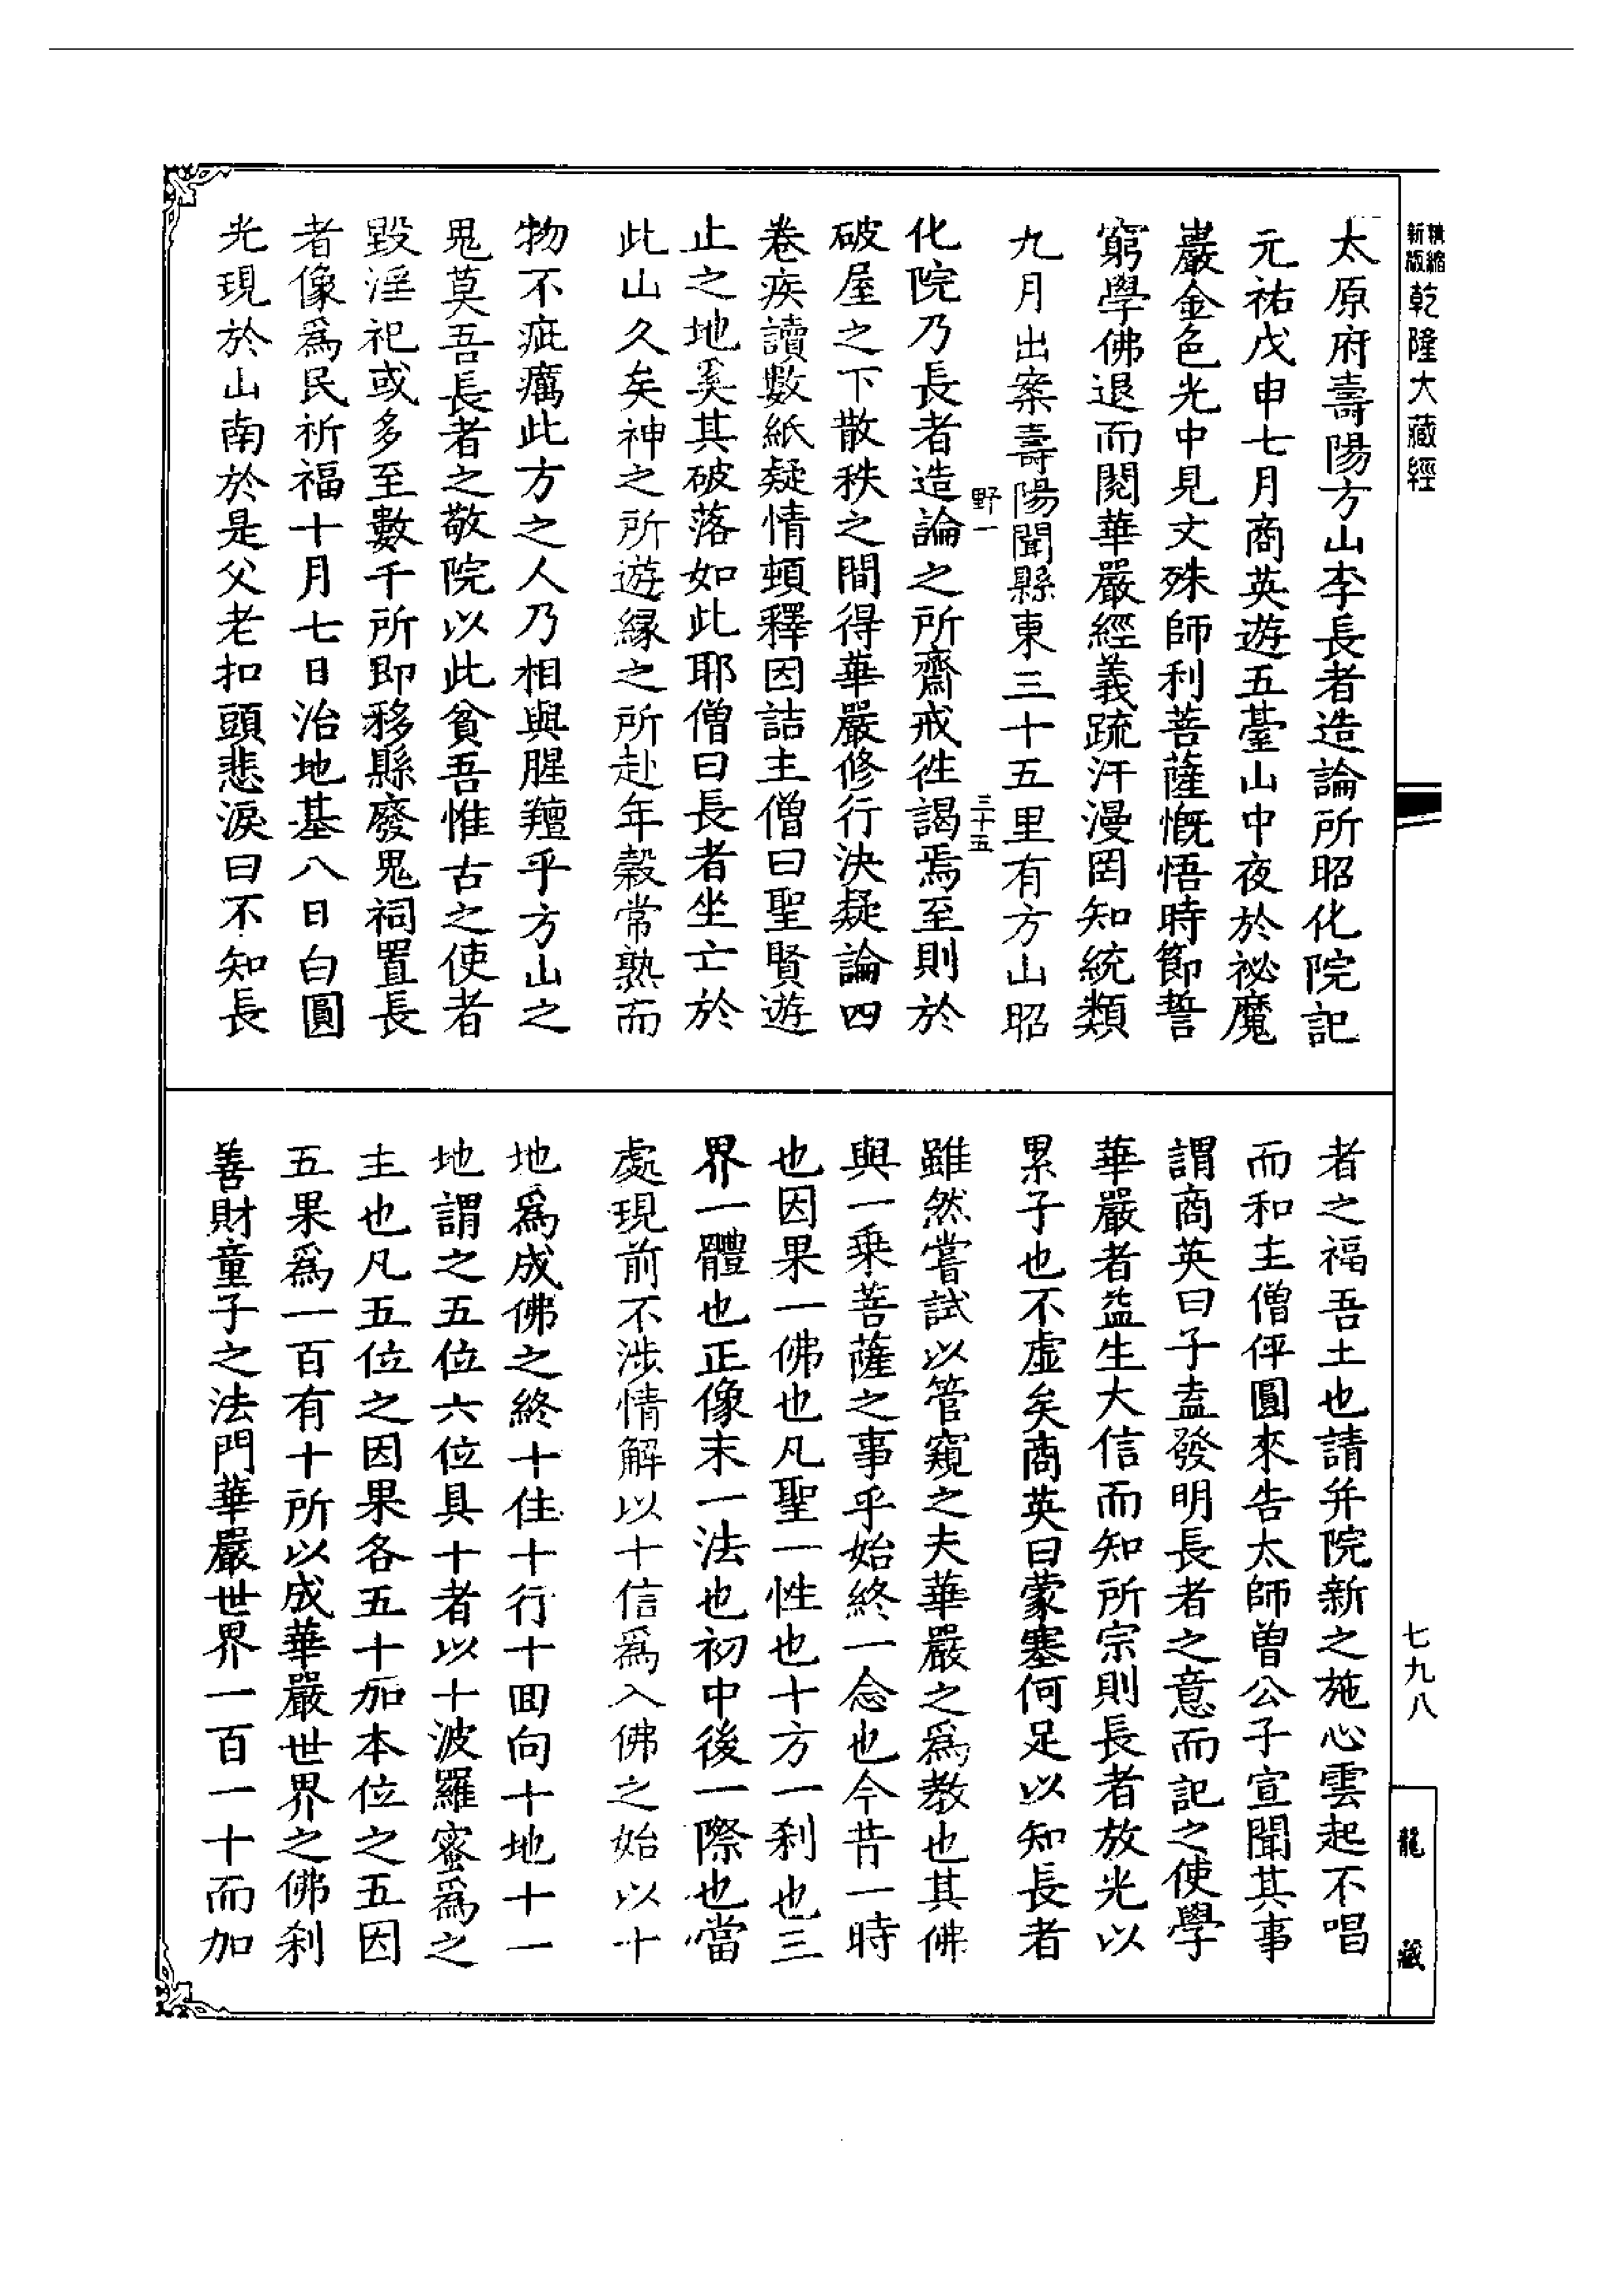 精縮
新版
乾隆大藏經
太原府壽陽方山李長者造論所昭化院記
元祐戊申七月商英遊五臺山中夜於祕魔
巖金色光中見文殊師利菩薩慨悟時節誓
窮學佛退而閱華嚴經義疏汗漫罔知統類
九月出案壽陽聞縣東三十五里有方山昭
野一
三十五
化院乃長者造論之所齋戒徃謁焉至則於
破屋之下散秩之間得華嚴修行決疑論四
卷疾讀數紙疑情頓釋因詰主僧曰聖賢遊
止之地奚其破落如此耶僧曰長者坐亡於
此山久矣神之所遊緣之所赴年穀常熟而
物不疵癘此方之人乃相與腥羶乎方山之
鬼莫吾長者之敬院以此貧吾惟古之使者
毀淫祀或多至數千所即移縣廢鬼祠置長
者像爲民祈福十月七日治地基八日白圓
光現於山南於是父老扣頭悲淚曰不知長
者之福吾土也請并院新之施心雲起不唱
而和主僧伻圓來告太師曾公子宣聞其事
謂商英曰子盍發明長者之意而記之使學
華嚴者益生大信而知所宗則長者放光以
累子也不虛矣商英曰蒙塞何足以知長者
雖然嘗試以管窺之夫華嚴之爲教也其佛
與一乘菩薩之事乎始終一念也今昔一時
也因果一佛也凡聖一性也十方一刹也三
界一體也正像末一法也初中後一際也當
處現前不涉情解以十信爲入佛之始以十
地爲成佛之終十住十行十回向十地十一
地謂之五位六位具十者以十波羅蜜爲之
主也凡五位之因果各五十加本位之五因
五果爲一百有十所以成華嚴世界之佛刹
善財童子之法門華嚴世界一百一十而加
七九八
龍藏